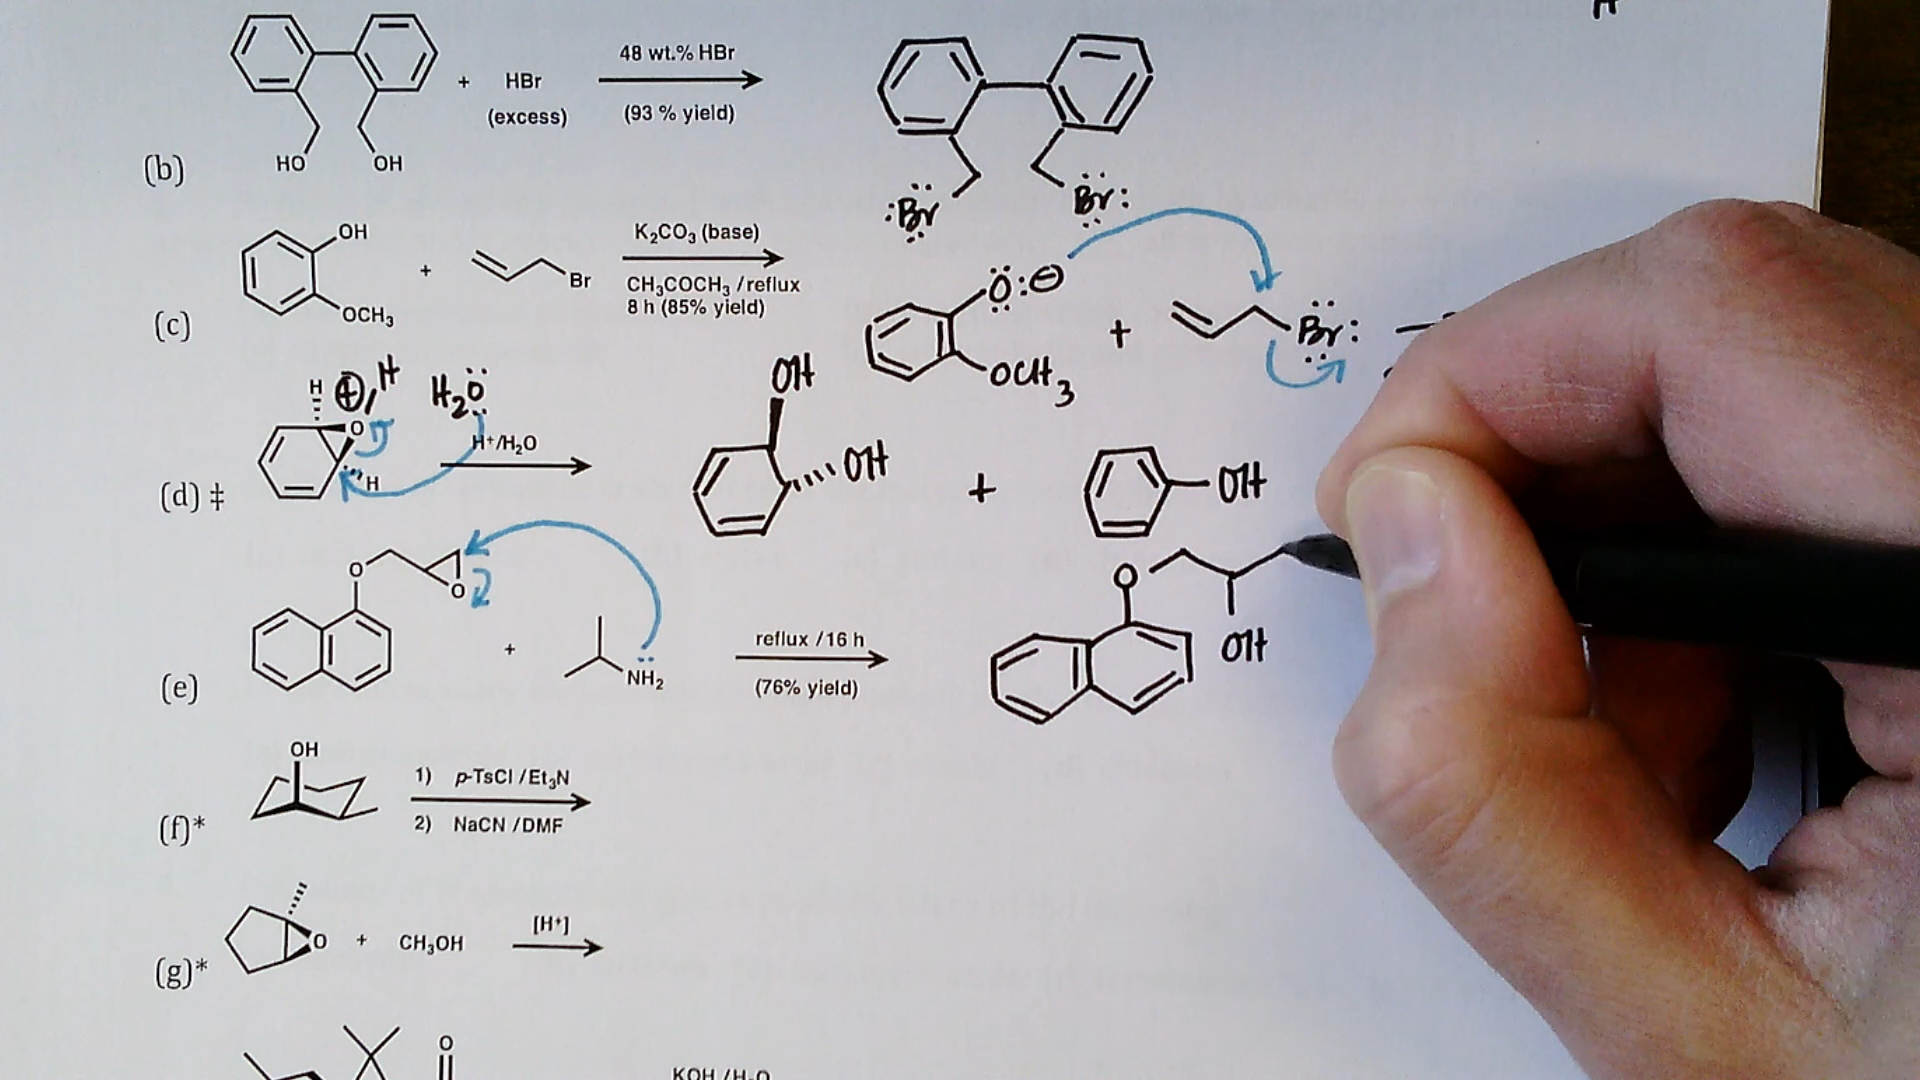 HO OH + HBr (excess) 48 wt.% HBr (93 % yield) :Br Br:
(b)
OH OCH3 + Br K2CO3 (base) CH3COCH3 / reflux 8 h (85% yield) O:⊖ OCH3 + Br:
(c)
H ⊕ H O H H2O H+/H2O OH OH + OH
(d) ‡
O O + NH2 reflux / 16 h (76% yield) O OH
(e)
OH 1) p-TsCl / Et3N
2) NaCN / DMF
(f)*
O + CH3OH [H+]
(g)*
O